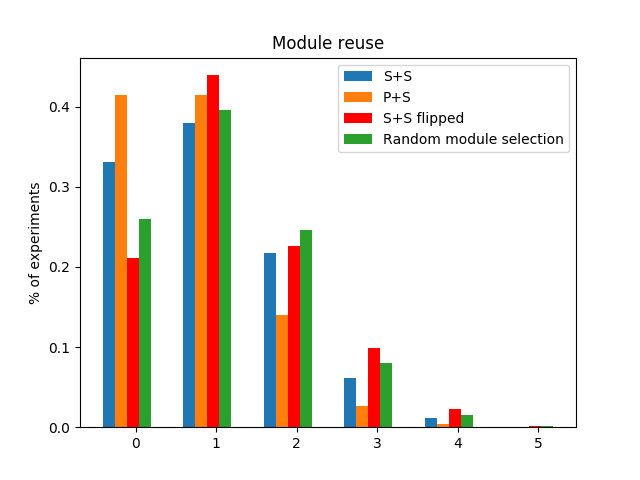 Module reuse
S+S
P+S
S+S flipped
Random module selection
% of experiments
0.4
0.3
0.2
0.1
0.0
0 1 2 3 4 5